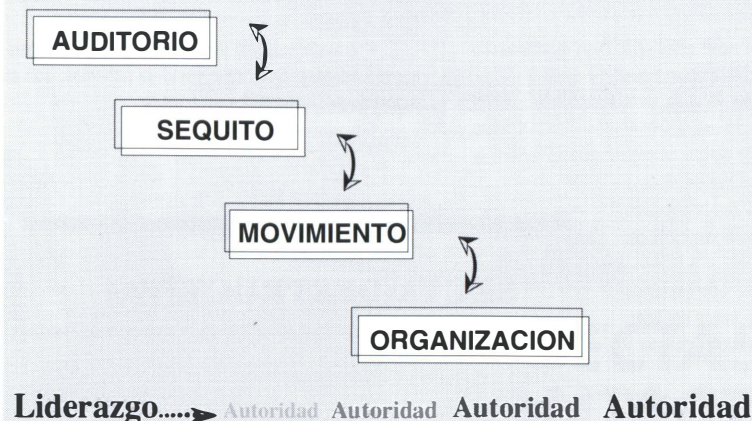 AUDITORIO
SEQUITO
MOVIMIENTO
ORGANIZACION
Liderazgo..... Autoridad Autoridad Autoridad Autoridad